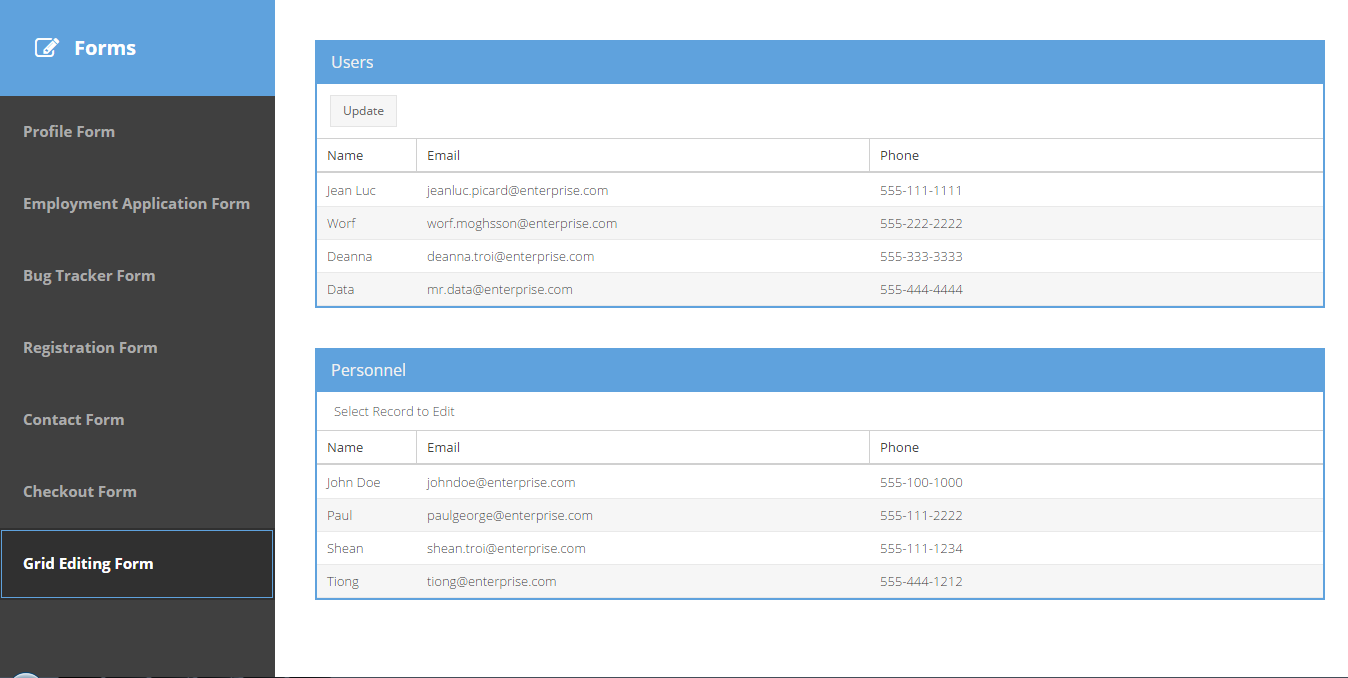 Forms
Profile Form
Employment Application Form
Bug Tracker Form
Registration Form
Contact Form
Checkout Form
Grid Editing Form
Users
Update
Name Email Phone
Jean Luc jeanluc.picard@enterprise.com 555-111-1111
Worf worf.moghsson@enterprise.com 555-222-2222
Deanna deanna.troi@enterprise.com 555-333-3333
Data mr.data@enterprise.com 555-444-4444
Personnel
Select Record to Edit
Name Email Phone
John Doe johndoe@enterprise.com 555-100-1000
Paul paulgeorge@enterprise.com 555-111-2222
Shean shean.troi@enterprise.com 555-111-1234
Tiong tiong@enterprise.com 555-444-1212